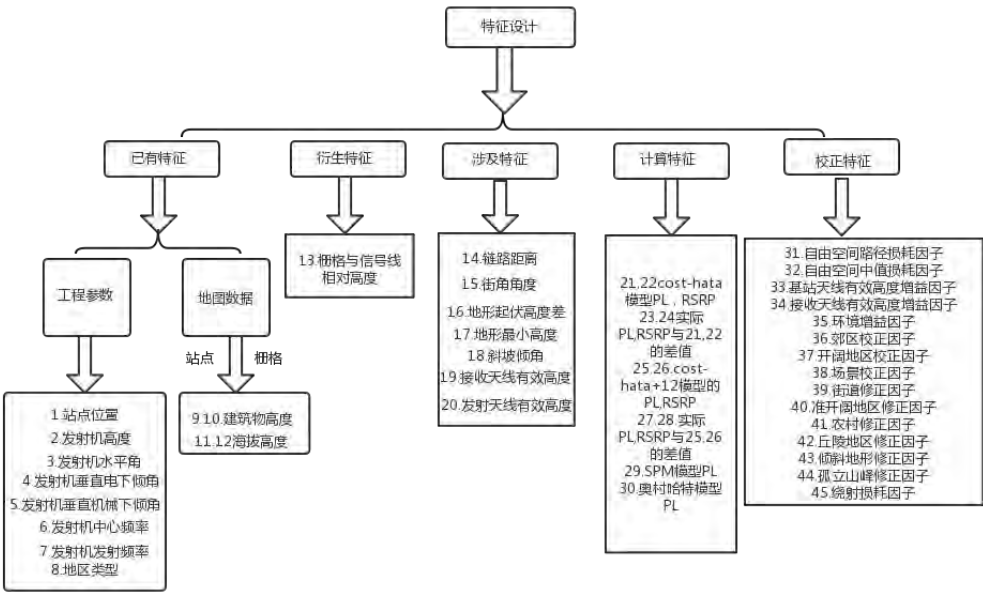 特征设计
已有特征
衍生特征
涉及特征
计算特征
校正特征
工程参数
地图数据
站点
栅格
1.站点位置
2.发射机高度
3.发射机水平角
4.发射机垂直电下倾角
5.发射机垂直机械下倾角
6.发射机中心频率
7.发射机发射频率
8.地区类型
9.10.建筑物高度
11.12海拔高度
13.栅格与信号线
相对高度
14.链路距离
15.街角角度
16.地形起伏高度差
17.地形最小高度
18.斜坡倾角
19.接收天线有效高度
20.发射天线有效高度
21,22cost-hata
模型PL，RSRP
23.24实际
PL,RSRP与21,22
的差值
25.26.cost-
hata+12模型的
PL,RSRP
27.28.实际
PL,RSRP与25.26
的差值
29.SPM模型PL
30.奥村哈特模型
PL
31.自由空间路径损耗因子
32.自由空间中值损耗因子
33.基站天线有效高度增益因子
34.接收天线有效高度增益因子
35.环境增益因子
36.郊区校正因子
37.开阔地区校正因子
38.场景校正因子
39.街道修正因子
40.准开阔地区修正因子
41.农村修正因子
42.丘陵地区修正因子
43.倾斜地形修正因子
44.孤立山峰修正因子
45.绕射损耗因子